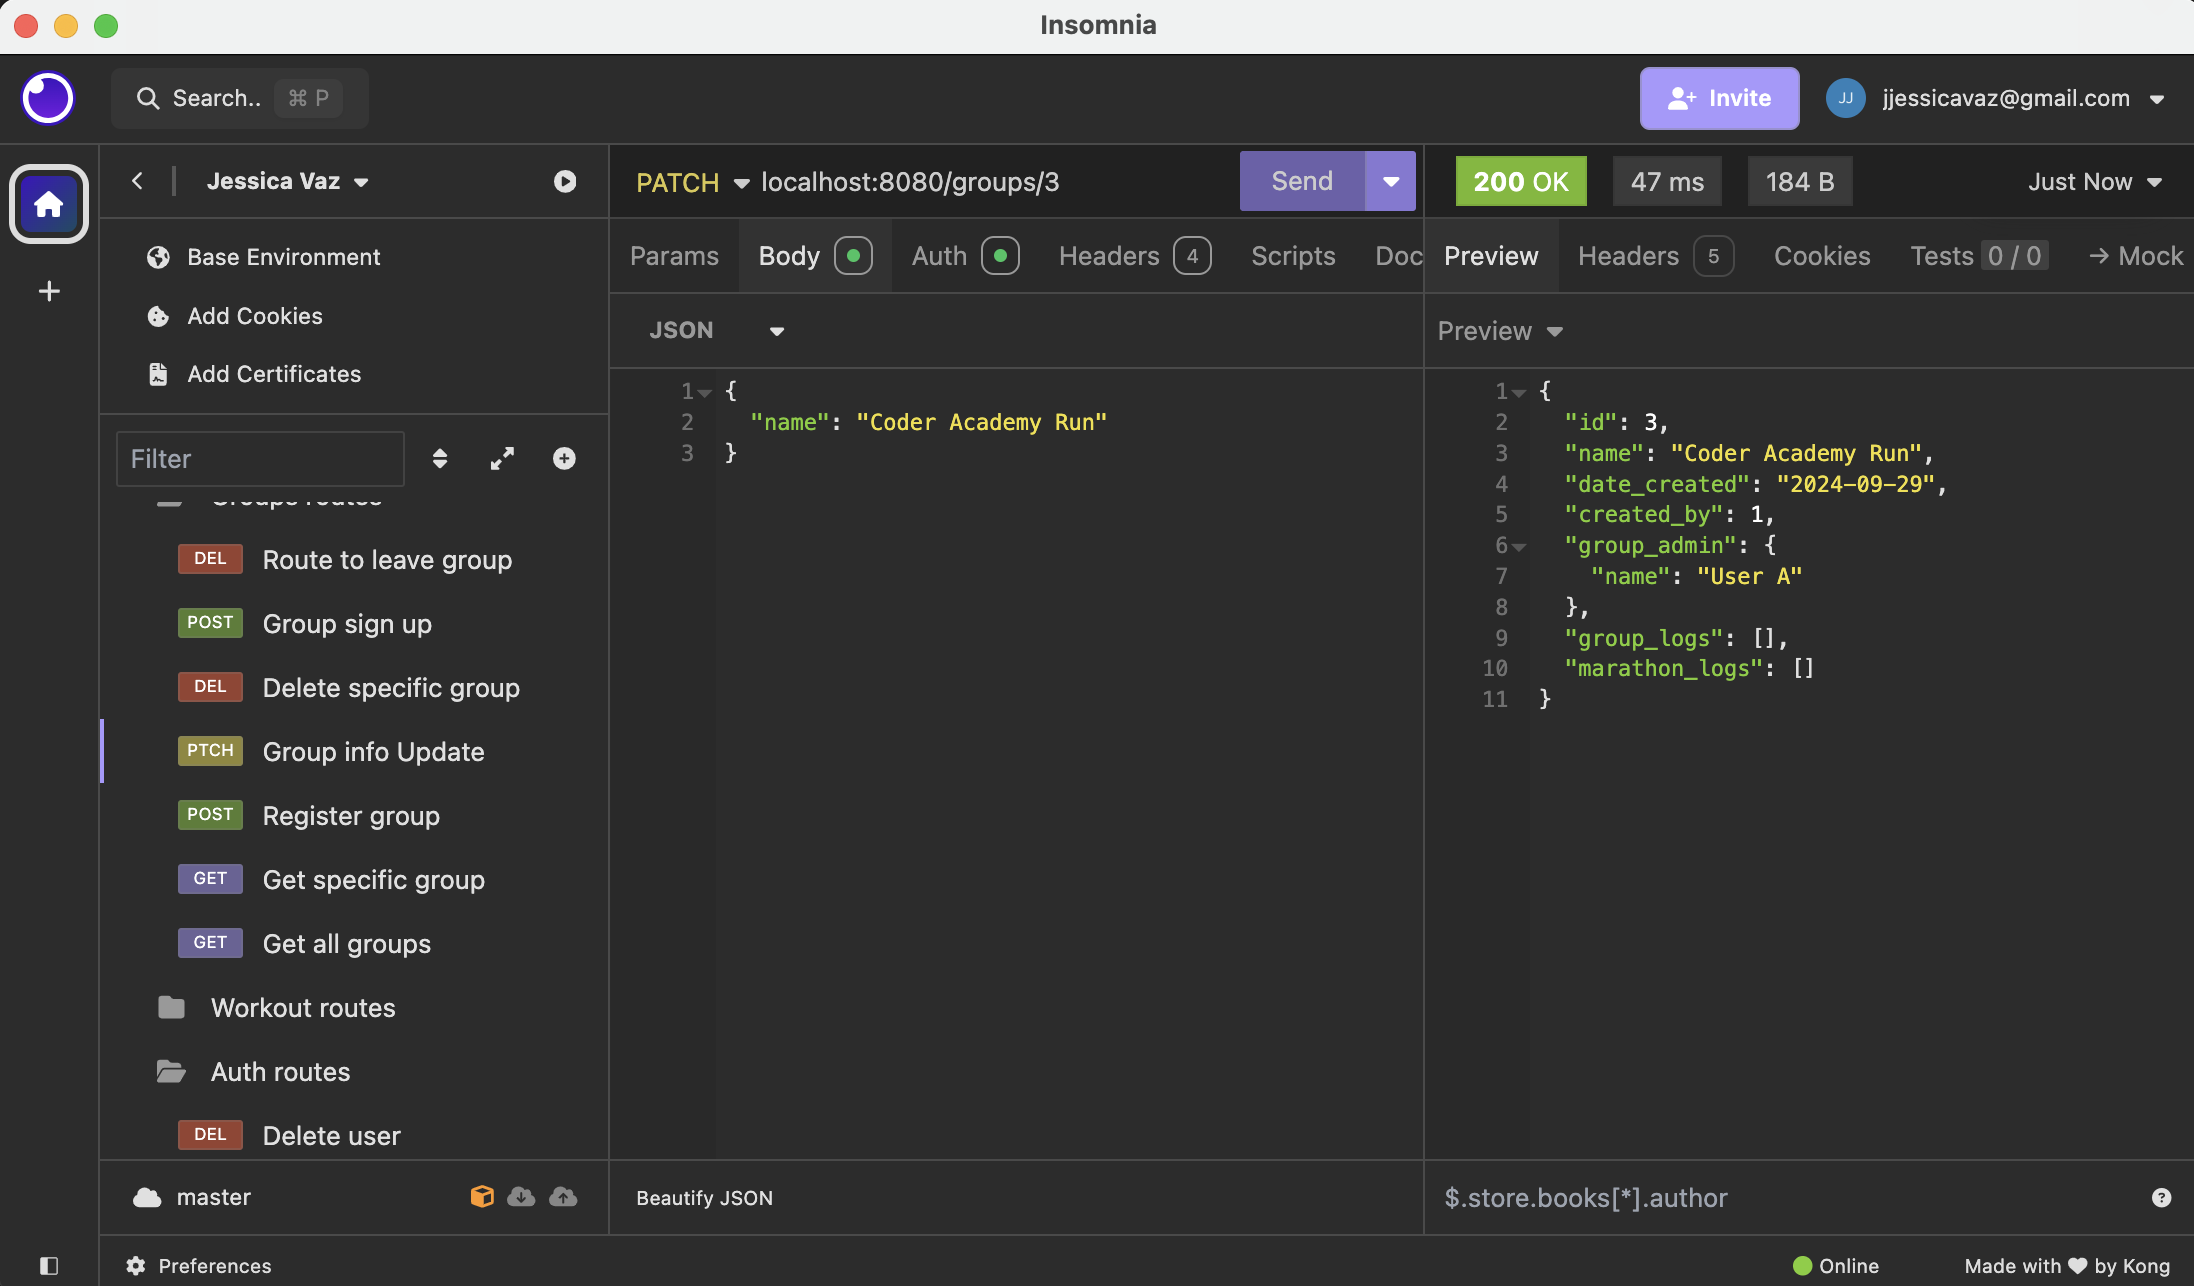 Insomnia
Search.. ⌘ P
Invite
JJ
jjessicavaz@gmail.com
Jessica Vaz
Base Environment
Add Cookies
Add Certificates
Filter
Groups routes
DEL Route to leave group
POST Group sign up
DEL Delete specific group
PTCH Group info Update
POST Register group
GET Get specific group
GET Get all groups
Workout routes
Auth routes
DEL Delete user
master
PATCH localhost:8080/groups/3
Send
Params Body Auth Headers 4 Scripts Doc
JSON
1 {
2 "name": "Coder Academy Run"
3 }
Beautify JSON
200 OK 47 ms 184 B Just Now
Preview Headers 5 Cookies Tests 0 / 0 → Mock
Preview
1 {
2 "id": 3,
3 "name": "Coder Academy Run",
4 "date_created": "2024-09-29",
5 "created_by": 1,
6 "group_admin": {
7 "name": "User A"
8 },
9 "group_logs": [],
10 "marathon_logs": []
11 }
$.store.books[*].author
?
Preferences
Online
Made with ♥ by Kong